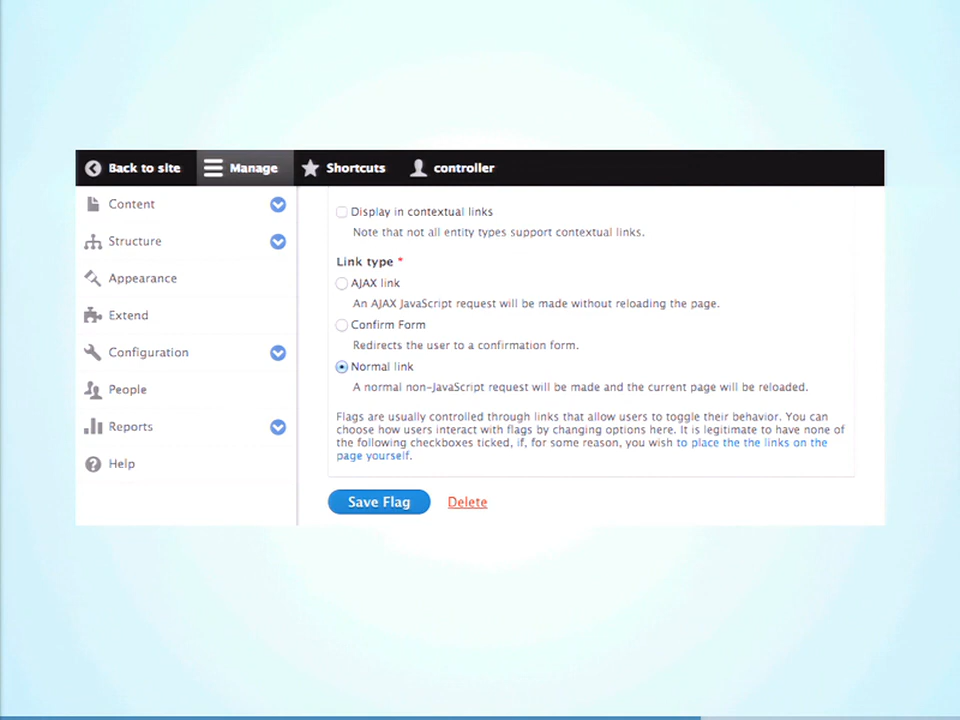 Back to site Manage Shortcuts controller
Content
Structure
Appearance
Extend
Configuration
People
Reports
Help
Display in contextual links
Note that not all entity types support contextual links.
Link type *
AJAX link
An AJAX JavaScript request will be made without reloading the page.
Confirm Form
Redirects the user to a confirmation form.
Normal link
A normal non-JavaScript request will be made and the current page will be reloaded.
Flags are usually controlled through links that allow users to toggle their behavior. You can
choose how users interact with flags by changing options here. It is legitimate to have none of
the following checkboxes ticked, if, for some reason, you wish to place the the links on the
page yourself.
Save Flag Delete